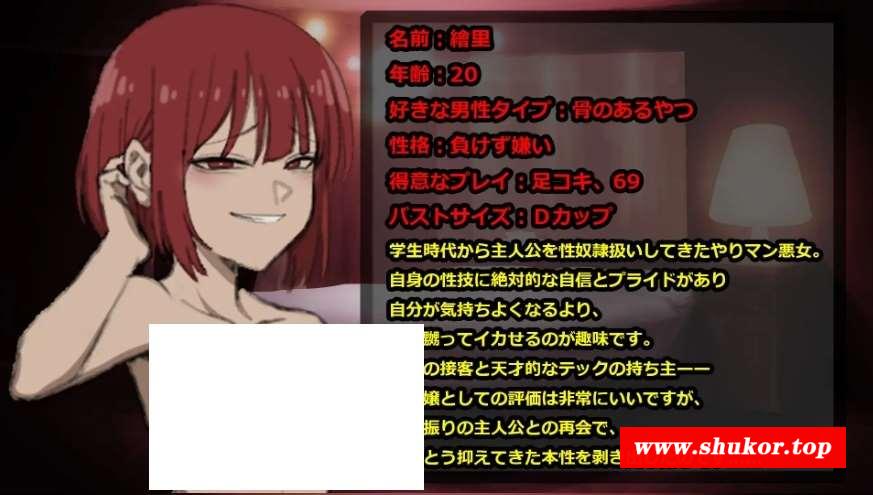 名前：繪里
年齢：20
好きな男性タイプ：骨のあるやつ
性格：負けず嫌い
得意なプレイ：足コキ、69
バストサイズ：Dカップ
学生時代から主人公を性奴隷扱いしてきたやりマン悪女。
自身の性技に絶対的な自信とプライドがあり
自分が気持ちよくなるより、
嬲ってイカせるのが趣味です。
の接客と天才的なテックの持ち主ーー
嬢としての評価は非常にいいですが、
振りの主人公との再会で、
とう抑えてきた本性を剥き
www.shukor.top